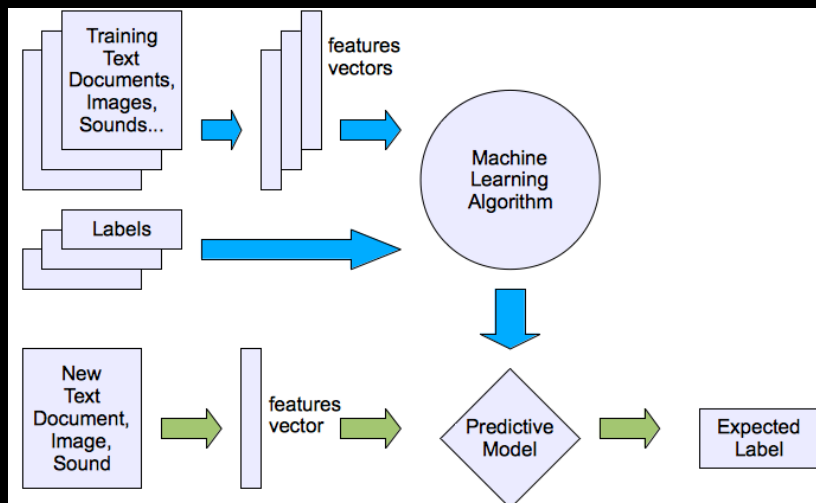 Training
Text
Documents,
Images,
Sounds...
features
vectors
Machine
Learning
Algorithm
Labels
New
Text
Document,
Image,
Sound
features
vector
Predictive
Model
Expected
Label